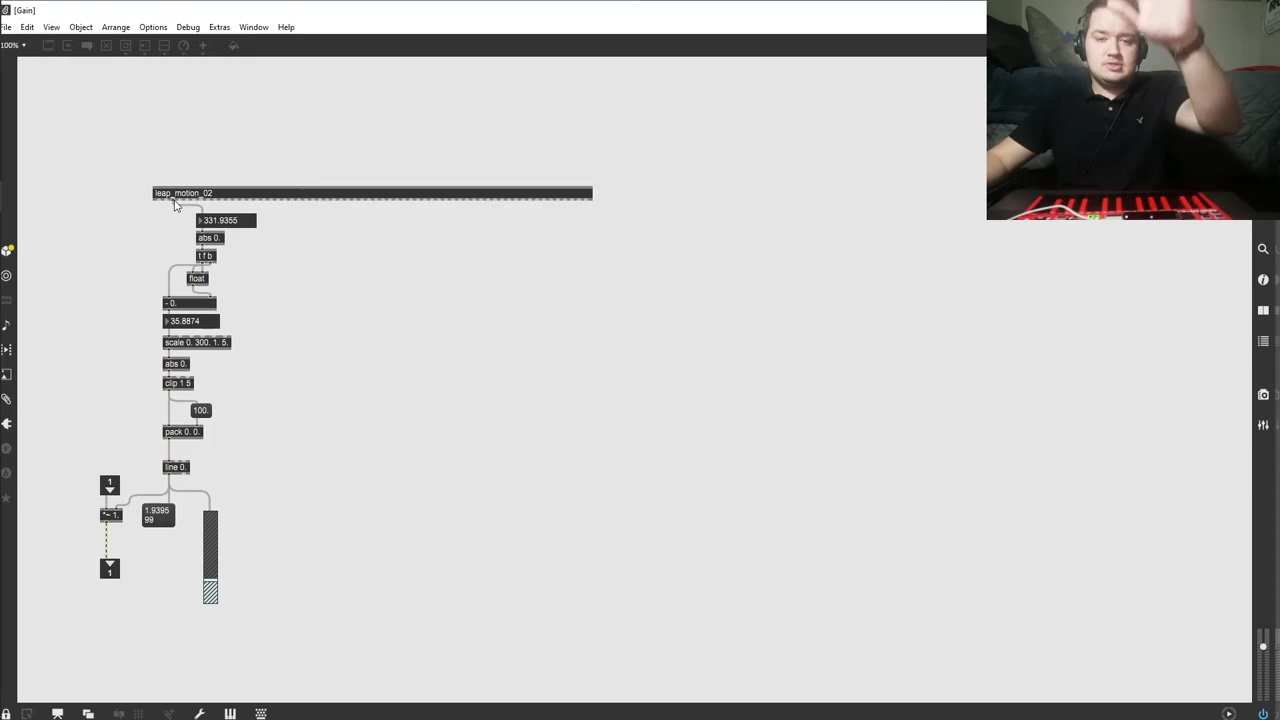 [Gain]
File Edit View Object Arrange Options Debug Extras Window Help
100%
leap_motion_02
331.9355
abs 0.
t f b
float
- 0.
35.8874
scale 0. 300. 1. 5.
abs 0.
clip 1 5
100.
pack 0. 0.
line 0.
1
*~ 1.
1.9395
99
1